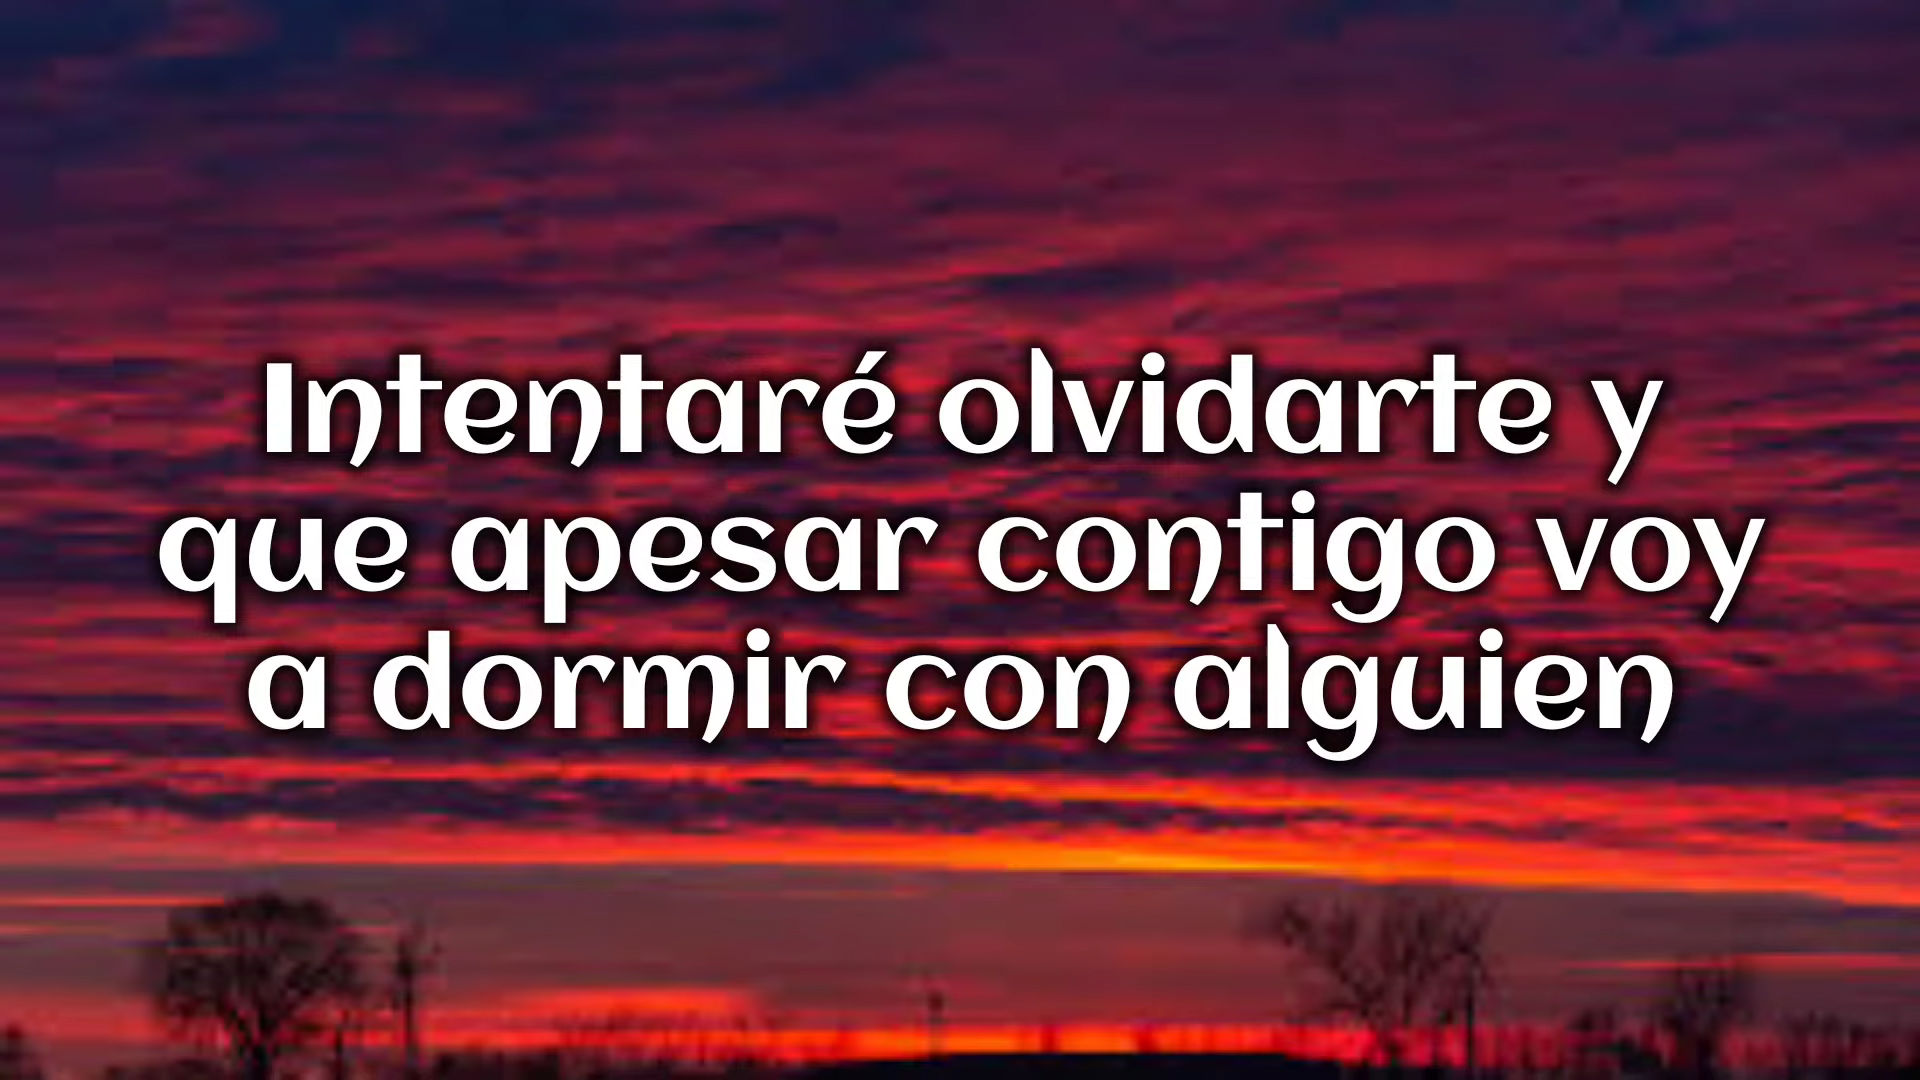 Intentaré olvidarte y
que apesar contigo voy
a dormir con alguien